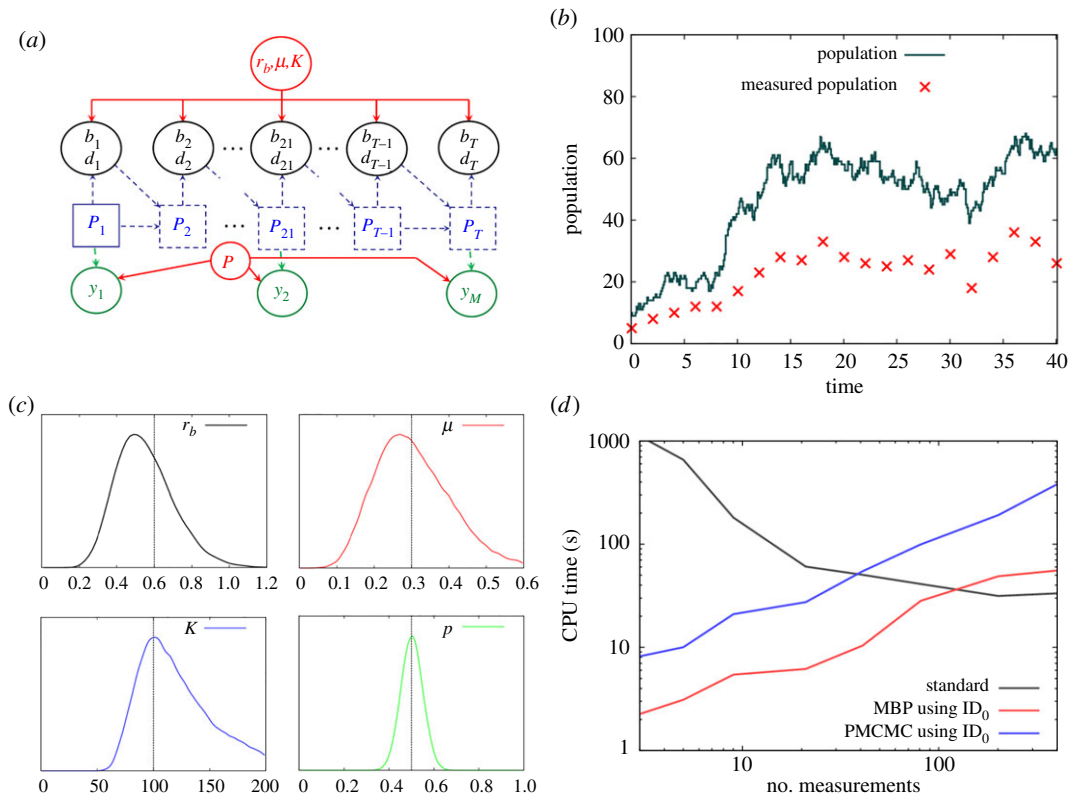 (a)
r_b, μ, K
b_1 b_2 ... b_21 ... b_{T–1} b_T
d_1 d_2 d_21 d_{T–1} d_T
P_1 P_2 ... P_21 ... P_{T–1} P_T
P
y_1 y_2 y_M
(b)
100
80
60
40
20
0
population
population
measured population
0 5 10 15 20 25 30 35 40
time
(c)
r_b
0 0.2 0.4 0.6 0.8 1.0 1.2
μ
0 0.1 0.2 0.3 0.4 0.5 0.6
K
0 50 100 150 200
p
0 0.2 0.4 0.6 0.8 1.0
(d)
1000
100
10
1
CPU time (s)
standard
MBP using ID_0
PMCMC using ID_0
10 100
no. measurements